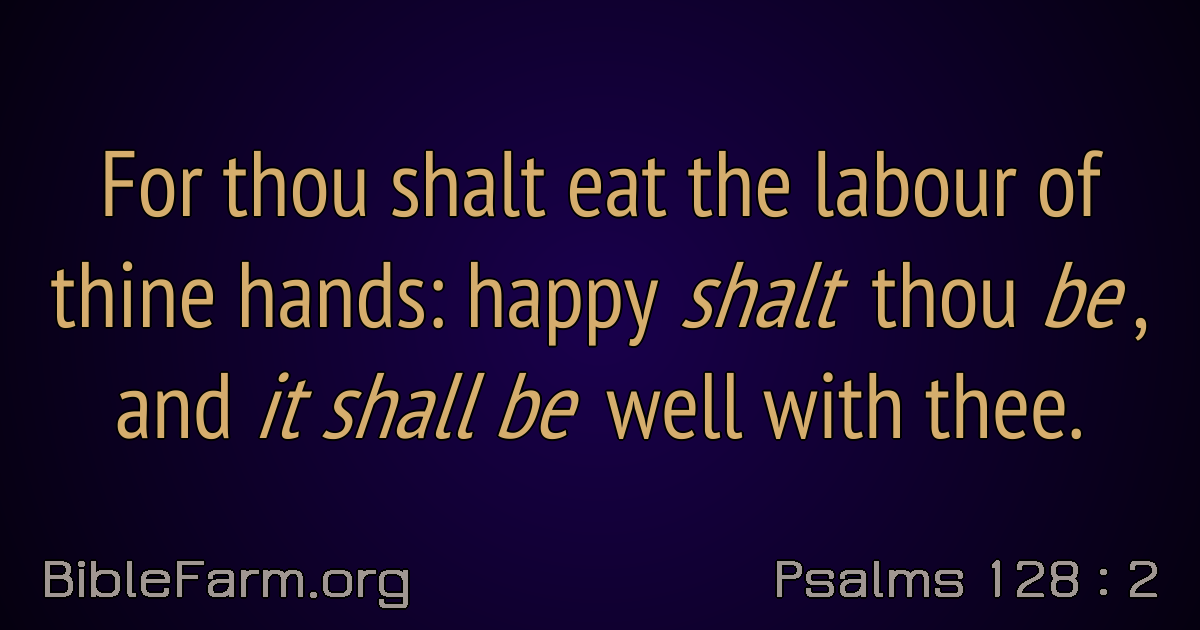 For thou shalt eat the labour of
thine hands: happy shalt thou be,
and it shall be well with thee.
BibleFarm.org
Psalms 128 : 2